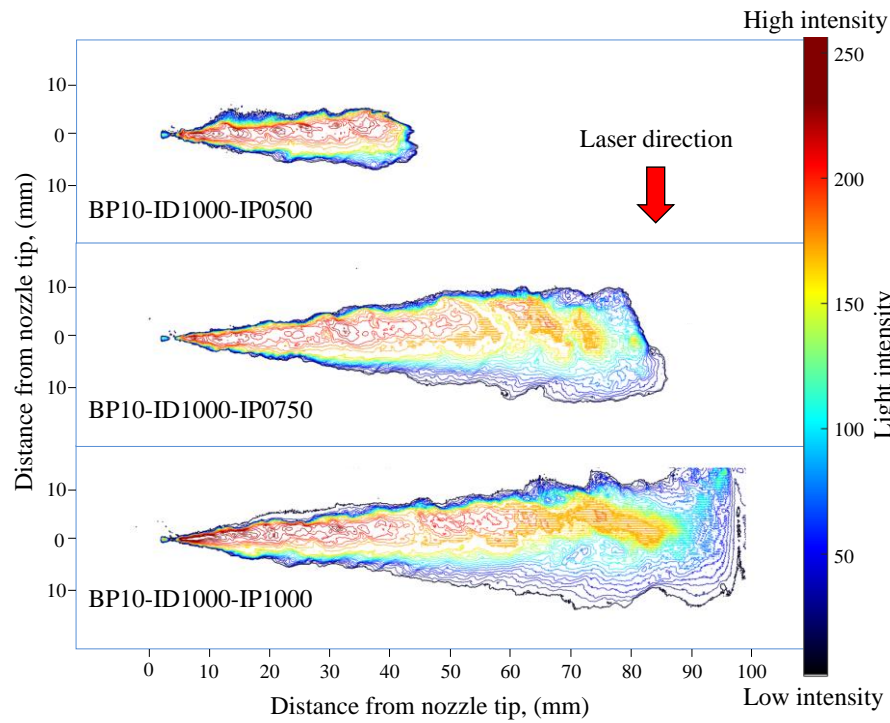 High intensity
250
200
150
100
50
Light intensity
Low intensity
Laser direction
10
0
10
BP10-ID1000-IP0500
10
0
10
BP10-ID1000-IP0750
10
0
10
BP10-ID1000-IP1000
Distance from nozzle tip, (mm)
0 10 20 30 40 50 60 70 80 90 100
Distance from nozzle tip, (mm)